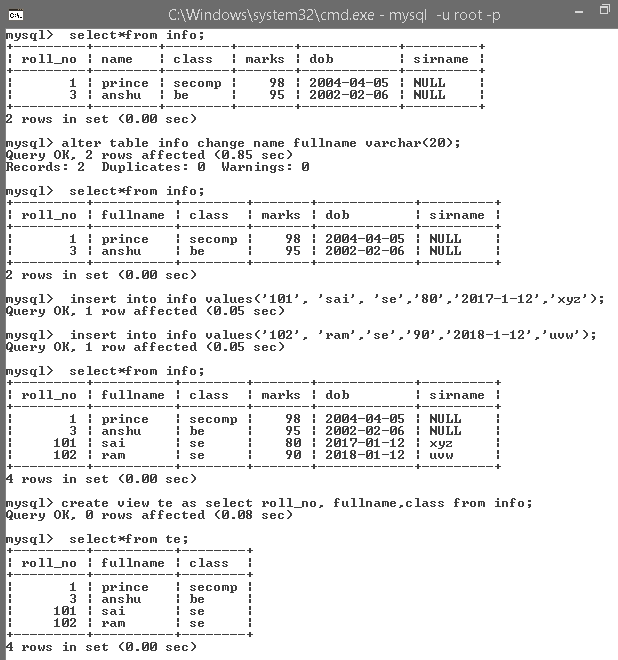 C:\Windows\system32\cmd.exe - mysql -u root -p
mysql>  select*from info;
+---------+--------+--------+-------+------------+---------+
| roll_no | name   | class  | marks | dob        | sirname |
+---------+--------+--------+-------+------------+---------+
|       1 | prince | secomp |    98 | 2004-04-05 | NULL    |
|       3 | anshu  | be     |    95 | 2002-02-06 | NULL    |
+---------+--------+--------+-------+------------+---------+
2 rows in set (0.00 sec)
mysql> alter table info change name fullname varchar(20);
Query OK, 2 rows affected (0.85 sec)
Records: 2  Duplicates: 0  Warnings: 0
mysql>  select*from info;
+---------+----------+--------+-------+------------+---------+
| roll_no | fullname | class  | marks | dob        | sirname |
+---------+----------+--------+-------+------------+---------+
|       1 | prince   | secomp |    98 | 2004-04-05 | NULL    |
|       3 | anshu    | be     |    95 | 2002-02-06 | NULL    |
+---------+----------+--------+-------+------------+---------+
2 rows in set (0.00 sec)
mysql>  insert into info values('101', 'sai', 'se','80','2017-1-12','xyz');
Query OK, 1 row affected (0.05 sec)
mysql>  insert into info values('102', 'ram','se','90','2018-1-12','uvw');
Query OK, 1 row affected (0.05 sec)
mysql>  select*from info;
+---------+----------+--------+-------+------------+---------+
| roll_no | fullname | class  | marks | dob        | sirname |
+---------+----------+--------+-------+------------+---------+
|       1 | prince   | secomp |    98 | 2004-04-05 | NULL    |
|       3 | anshu    | be     |    95 | 2002-02-06 | NULL    |
|     101 | sai      | se     |    80 | 2017-01-12 | xyz     |
|     102 | ram      | se     |    90 | 2018-01-12 | uvw     |
+---------+----------+--------+-------+------------+---------+
4 rows in set (0.00 sec)
mysql> create view te as select roll_no, fullname,class from info;
Query OK, 0 rows affected (0.08 sec)
mysql>  select*from te;
+---------+----------+--------+
| roll_no | fullname | class  |
+---------+----------+--------+
|       1 | prince   | secomp |
|       3 | anshu    | be     |
|     101 | sai      | se     |
|     102 | ram      | se     |
+---------+----------+--------+
4 rows in set (0.00 sec)